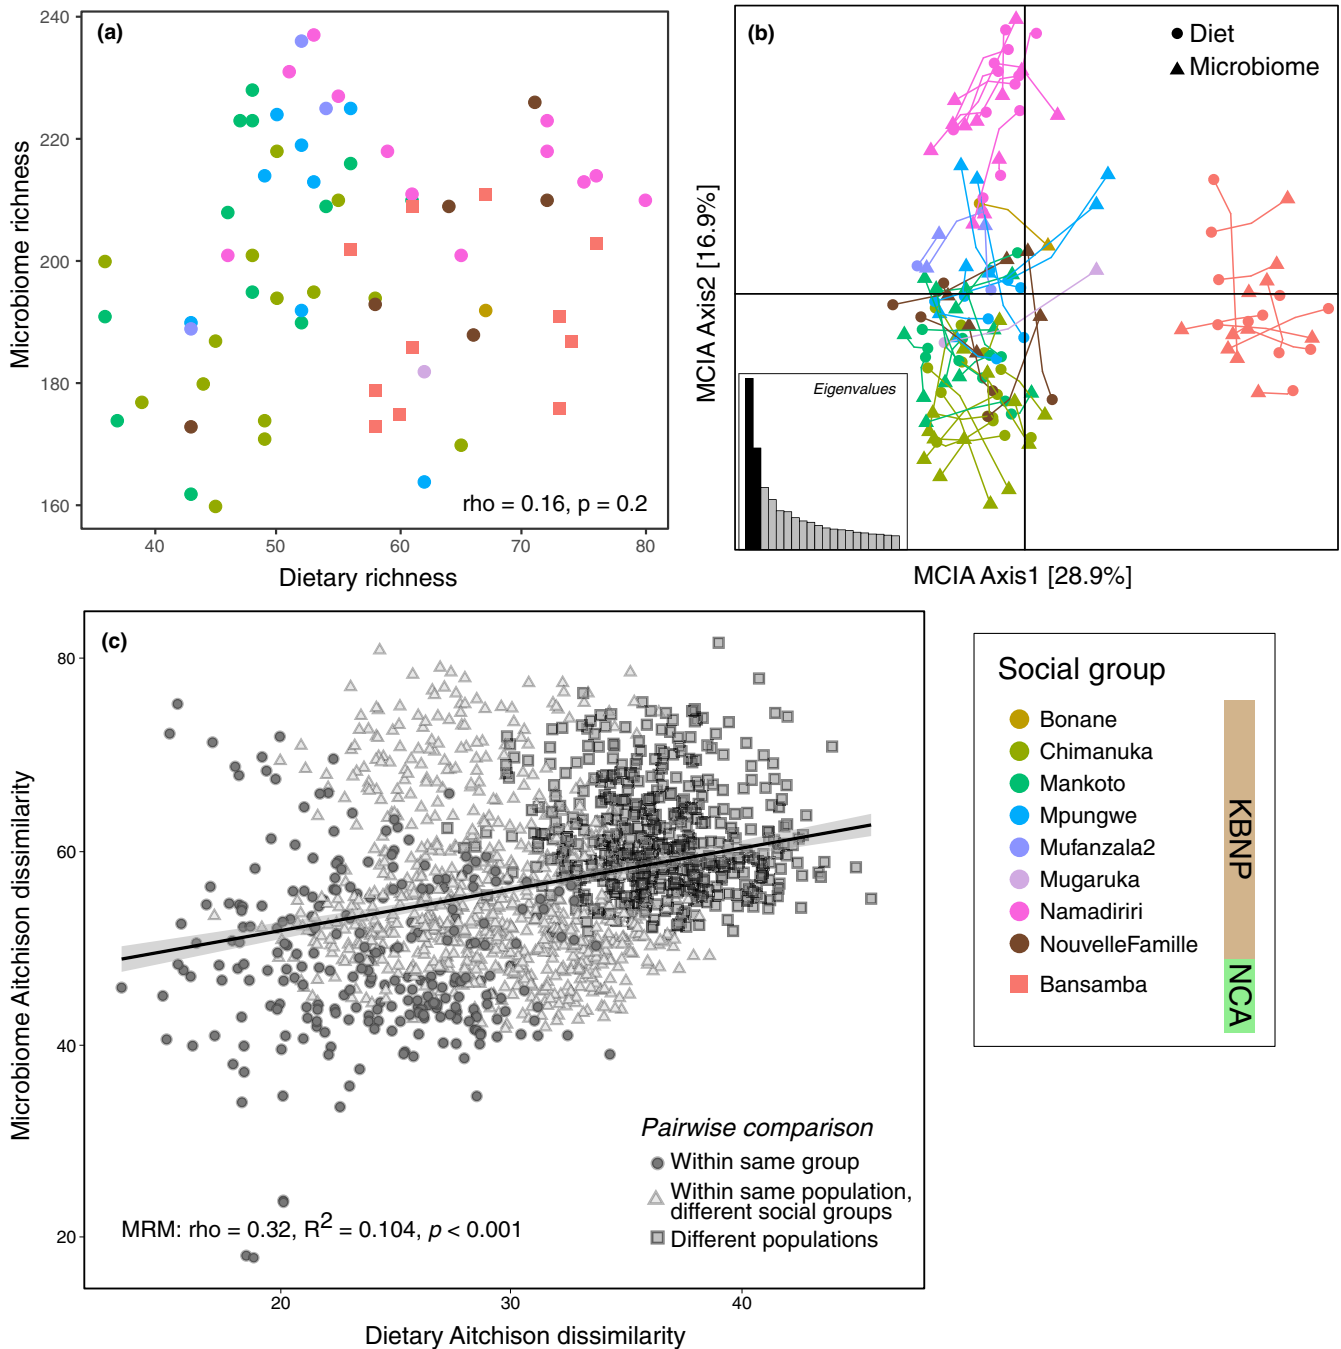 (a)
240
220
200
180
160
Microbiome richness
40
50
60
70
80
Dietary richness
rho = 0.16, p = 0.2
(b)
Diet
Microbiome
MCIA Axis2 [16.9%]
Eigenvalues
MCIA Axis1 [28.9%]
(c)
80
60
40
20
Microbiome Aitchison dissimilarity
Pairwise comparison
Within same group
Within same population,
different social groups
Different populations
MRM: rho = 0.32, R2 = 0.104, p < 0.001
20
30
40
Dietary Aitchison dissimilarity
Social group
Bonane
Chimanuka
Mankoto
Mpungwe
Mufanzala2
Mugaruka
Namadiriri
NouvelleFamille
Bansamba
KBNP
NCA